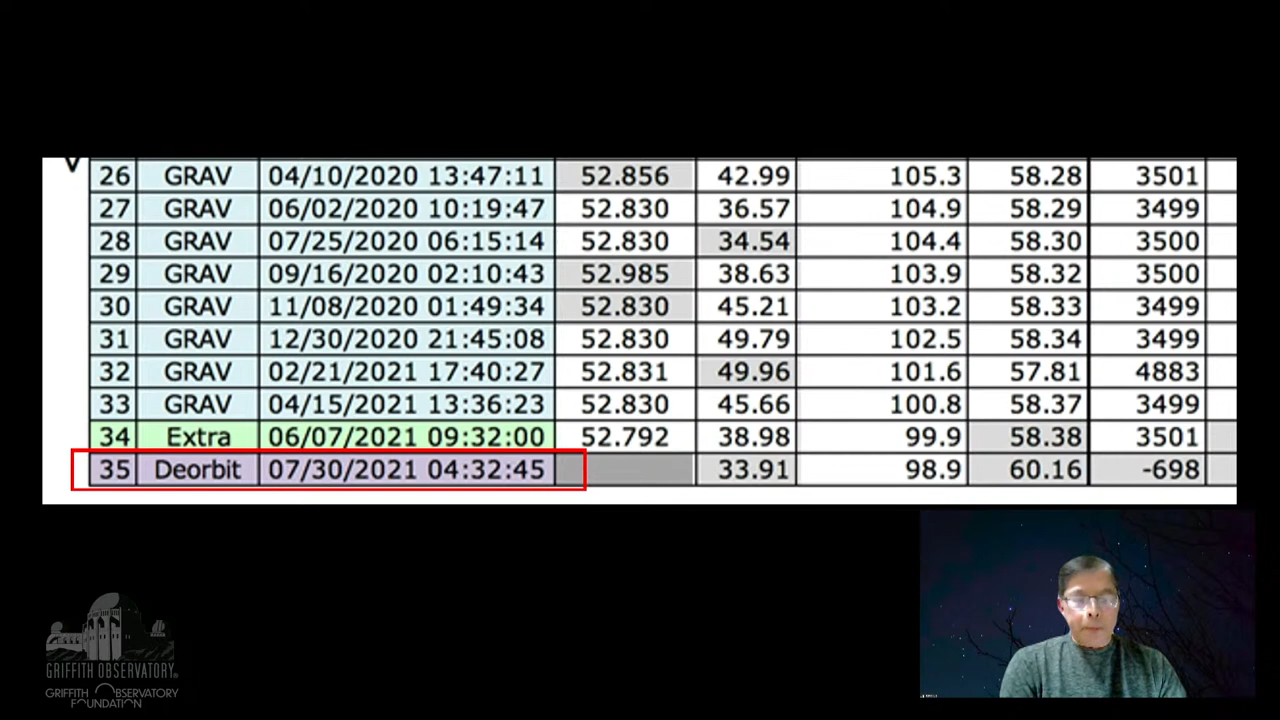 26 GRAV 04/10/2020 13:47:11 52.856 42.99 105.3 58.28 3501
27 GRAV 06/02/2020 10:19:47 52.830 36.57 104.9 58.29 3499
28 GRAV 07/25/2020 06:15:14 52.830 34.54 104.4 58.30 3500
29 GRAV 09/16/2020 02:10:43 52.985 38.63 103.9 58.32 3500
30 GRAV 11/08/2020 01:49:34 52.830 45.21 103.2 58.33 3499
31 GRAV 12/30/2020 21:45:08 52.830 49.79 102.5 58.34 3499
32 GRAV 02/21/2021 17:40:27 52.831 49.96 101.6 57.81 4883
33 GRAV 04/15/2021 13:36:23 52.830 45.66 100.8 58.37 3499
34 Extra 06/07/2021 09:32:00 52.792 38.98 99.9 58.38 3501
35 Deorbit 07/30/2021 04:32:45 33.91 98.9 60.16 -698
GRIFFITH OBSERVATORY®
GRIFFITH OBSERVATORY
FOUNDATION